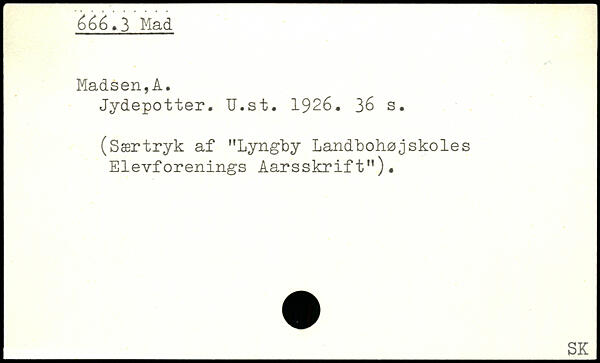 666.3 Mad
Madsen,A.
Jydepotter. U.st. 1926. 36 s.
(Særtryk af "Lyngby Landbohøjskoles
Elevforenings Aarsskrift").
SK